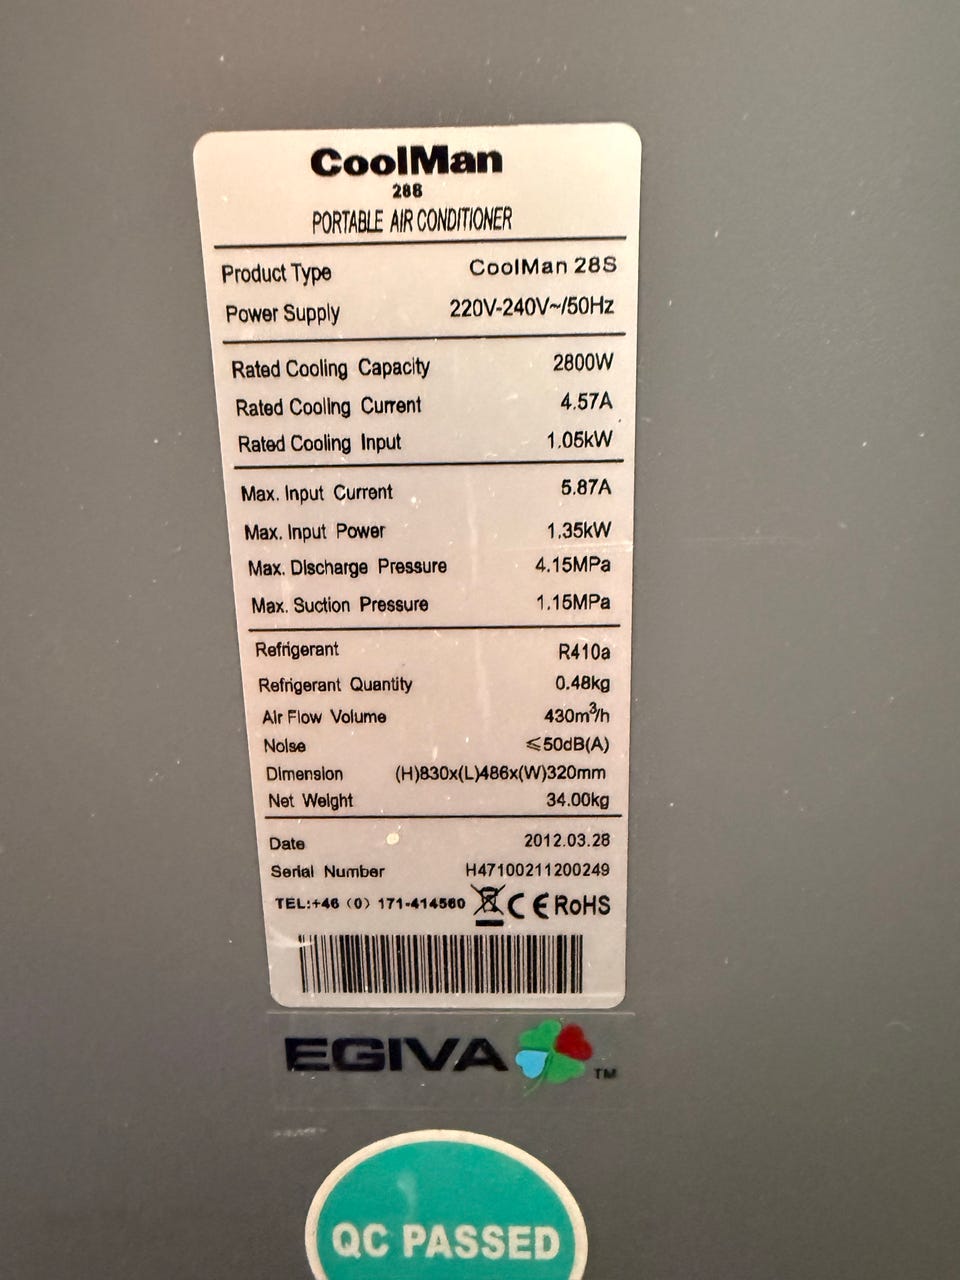 CoolMan
28S
PORTABLE AIR CONDITIONER
Product Type CoolMan 28S
Power Supply 220V-240V~/50Hz
Rated Cooling Capacity 2800W
Rated Cooling Current 4.57A
Rated Cooling Input 1.05kW
Max. Input Current 5.87A
Max. Input Power 1.35kW
Max. Discharge Pressure 4.15MPa
Max. Suction Pressure 1.15MPa
Refrigerant R410a
Refrigerant Quantity 0.48kg
Air Flow Volume 430m³/h
Noise ≤50dB(A)
Dimension (H)830x(L)486x(W)320mm
Net Weight 34.00kg
Date 2012.03.28
Serial Number H47100211200249
TEL:+46 (0) 171-414560 CE RoHS
EGIVA TM
QC PASSED